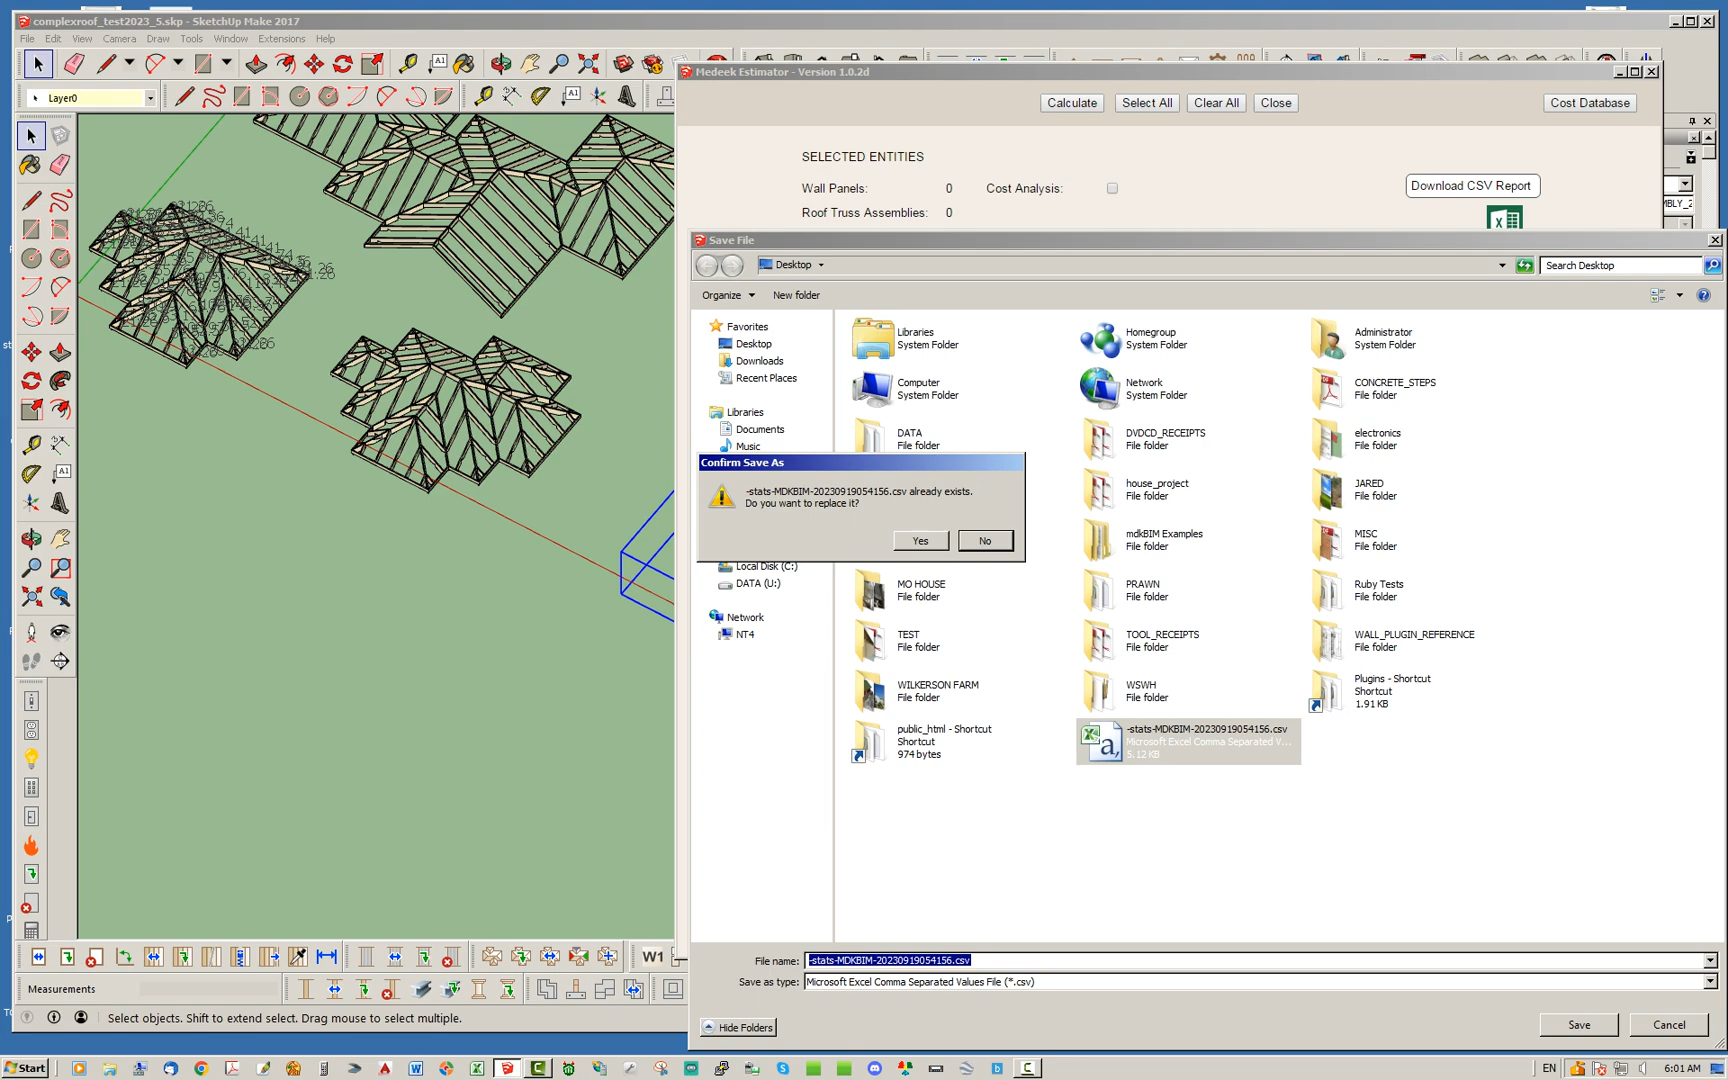 complexroof_test2023_5.skp - SketchUp Make 2017
File Edit View Camera Draw Tools Window Extensions Help
Layer0
Medeek Estimator - Version 1.0.2d
Calculate Select All Clear All Close Cost Database
SELECTED ENTITIES
Wall Panels: 0 Cost Analysis:
Roof Truss Assemblies: 0
Download CSV Report
MBLY_2
Save File
Desktop
Search Desktop
Organize New folder
Favorites
Desktop
Downloads
Recent Places
Libraries
Documents
Music
Local Disk (C:)
DATA (U:)
Network
NT4
Libraries
System Folder
Homegroup
System Folder
Administrator
System Folder
Computer
System Folder
Network
System Folder
CONCRETE_STEPS
File folder
DATA
File folder
DVDCD_RECEIPTS
File folder
electronics
File folder
house_project
File folder
JARED
File folder
mdkBIM Examples
File folder
MISC
File folder
MO HOUSE
File folder
PRAWN
File folder
Ruby Tests
File folder
TEST
File folder
TOOL_RECEIPTS
File folder
WALL_PLUGIN_REFERENCE
File folder
WILKERSON FARM
File folder
WSWH
File folder
Plugins - Shortcut
Shortcut
1.91 KB
public_html - Shortcut
Shortcut
974 bytes
-stats-MDKBIM-20230919054156.csv
Microsoft Excel Comma Separated V...
5.12 KB
Confirm Save As
-stats-MDKBIM-20230919054156.csv already exists.
Do you want to replace it?
Yes No
File name: -stats-MDKBIM-20230919054156.csv
Save as type: Microsoft Excel Comma Separated Values File (*.csv)
Hide Folders
Save Cancel
W1
Measurements
Select objects. Shift to extend select. Drag mouse to select multiple.
Start
EN
6:01 AM